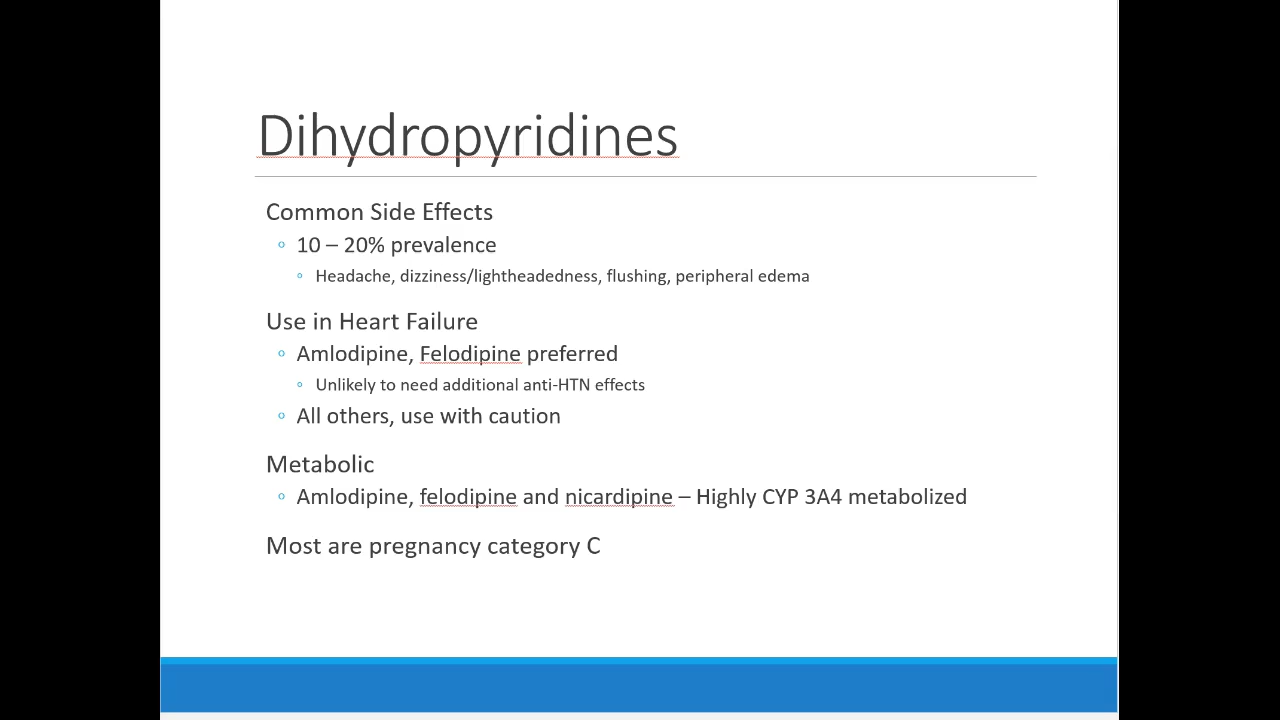 Dihydropyridines
Common Side Effects
◦ 10 – 20% prevalence
◦ Headache, dizziness/lightheadedness, flushing, peripheral edema
Use in Heart Failure
◦ Amlodipine, Felodipine preferred
◦ Unlikely to need additional anti-HTN effects
◦ All others, use with caution
Metabolic
◦ Amlodipine, felodipine and nicardipine – Highly CYP 3A4 metabolized
Most are pregnancy category C